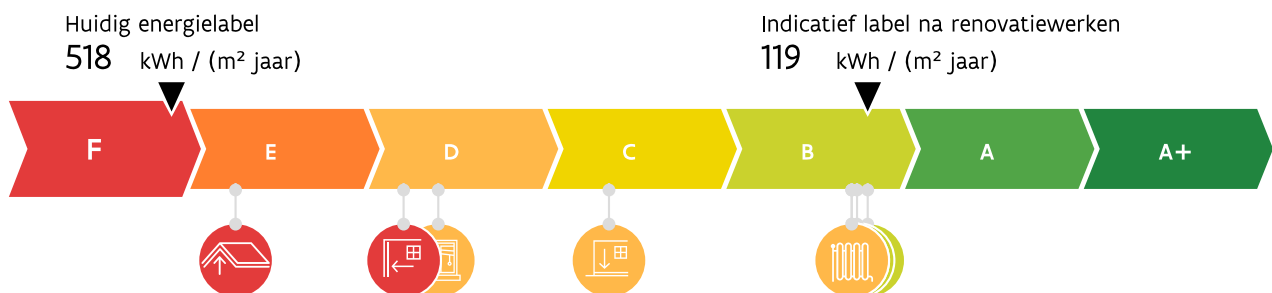 Huidig energielabel
518 kWh / (m² jaar)
Indicatief label na renovatiewerken
119 kWh / (m² jaar)
F E D C B A A+